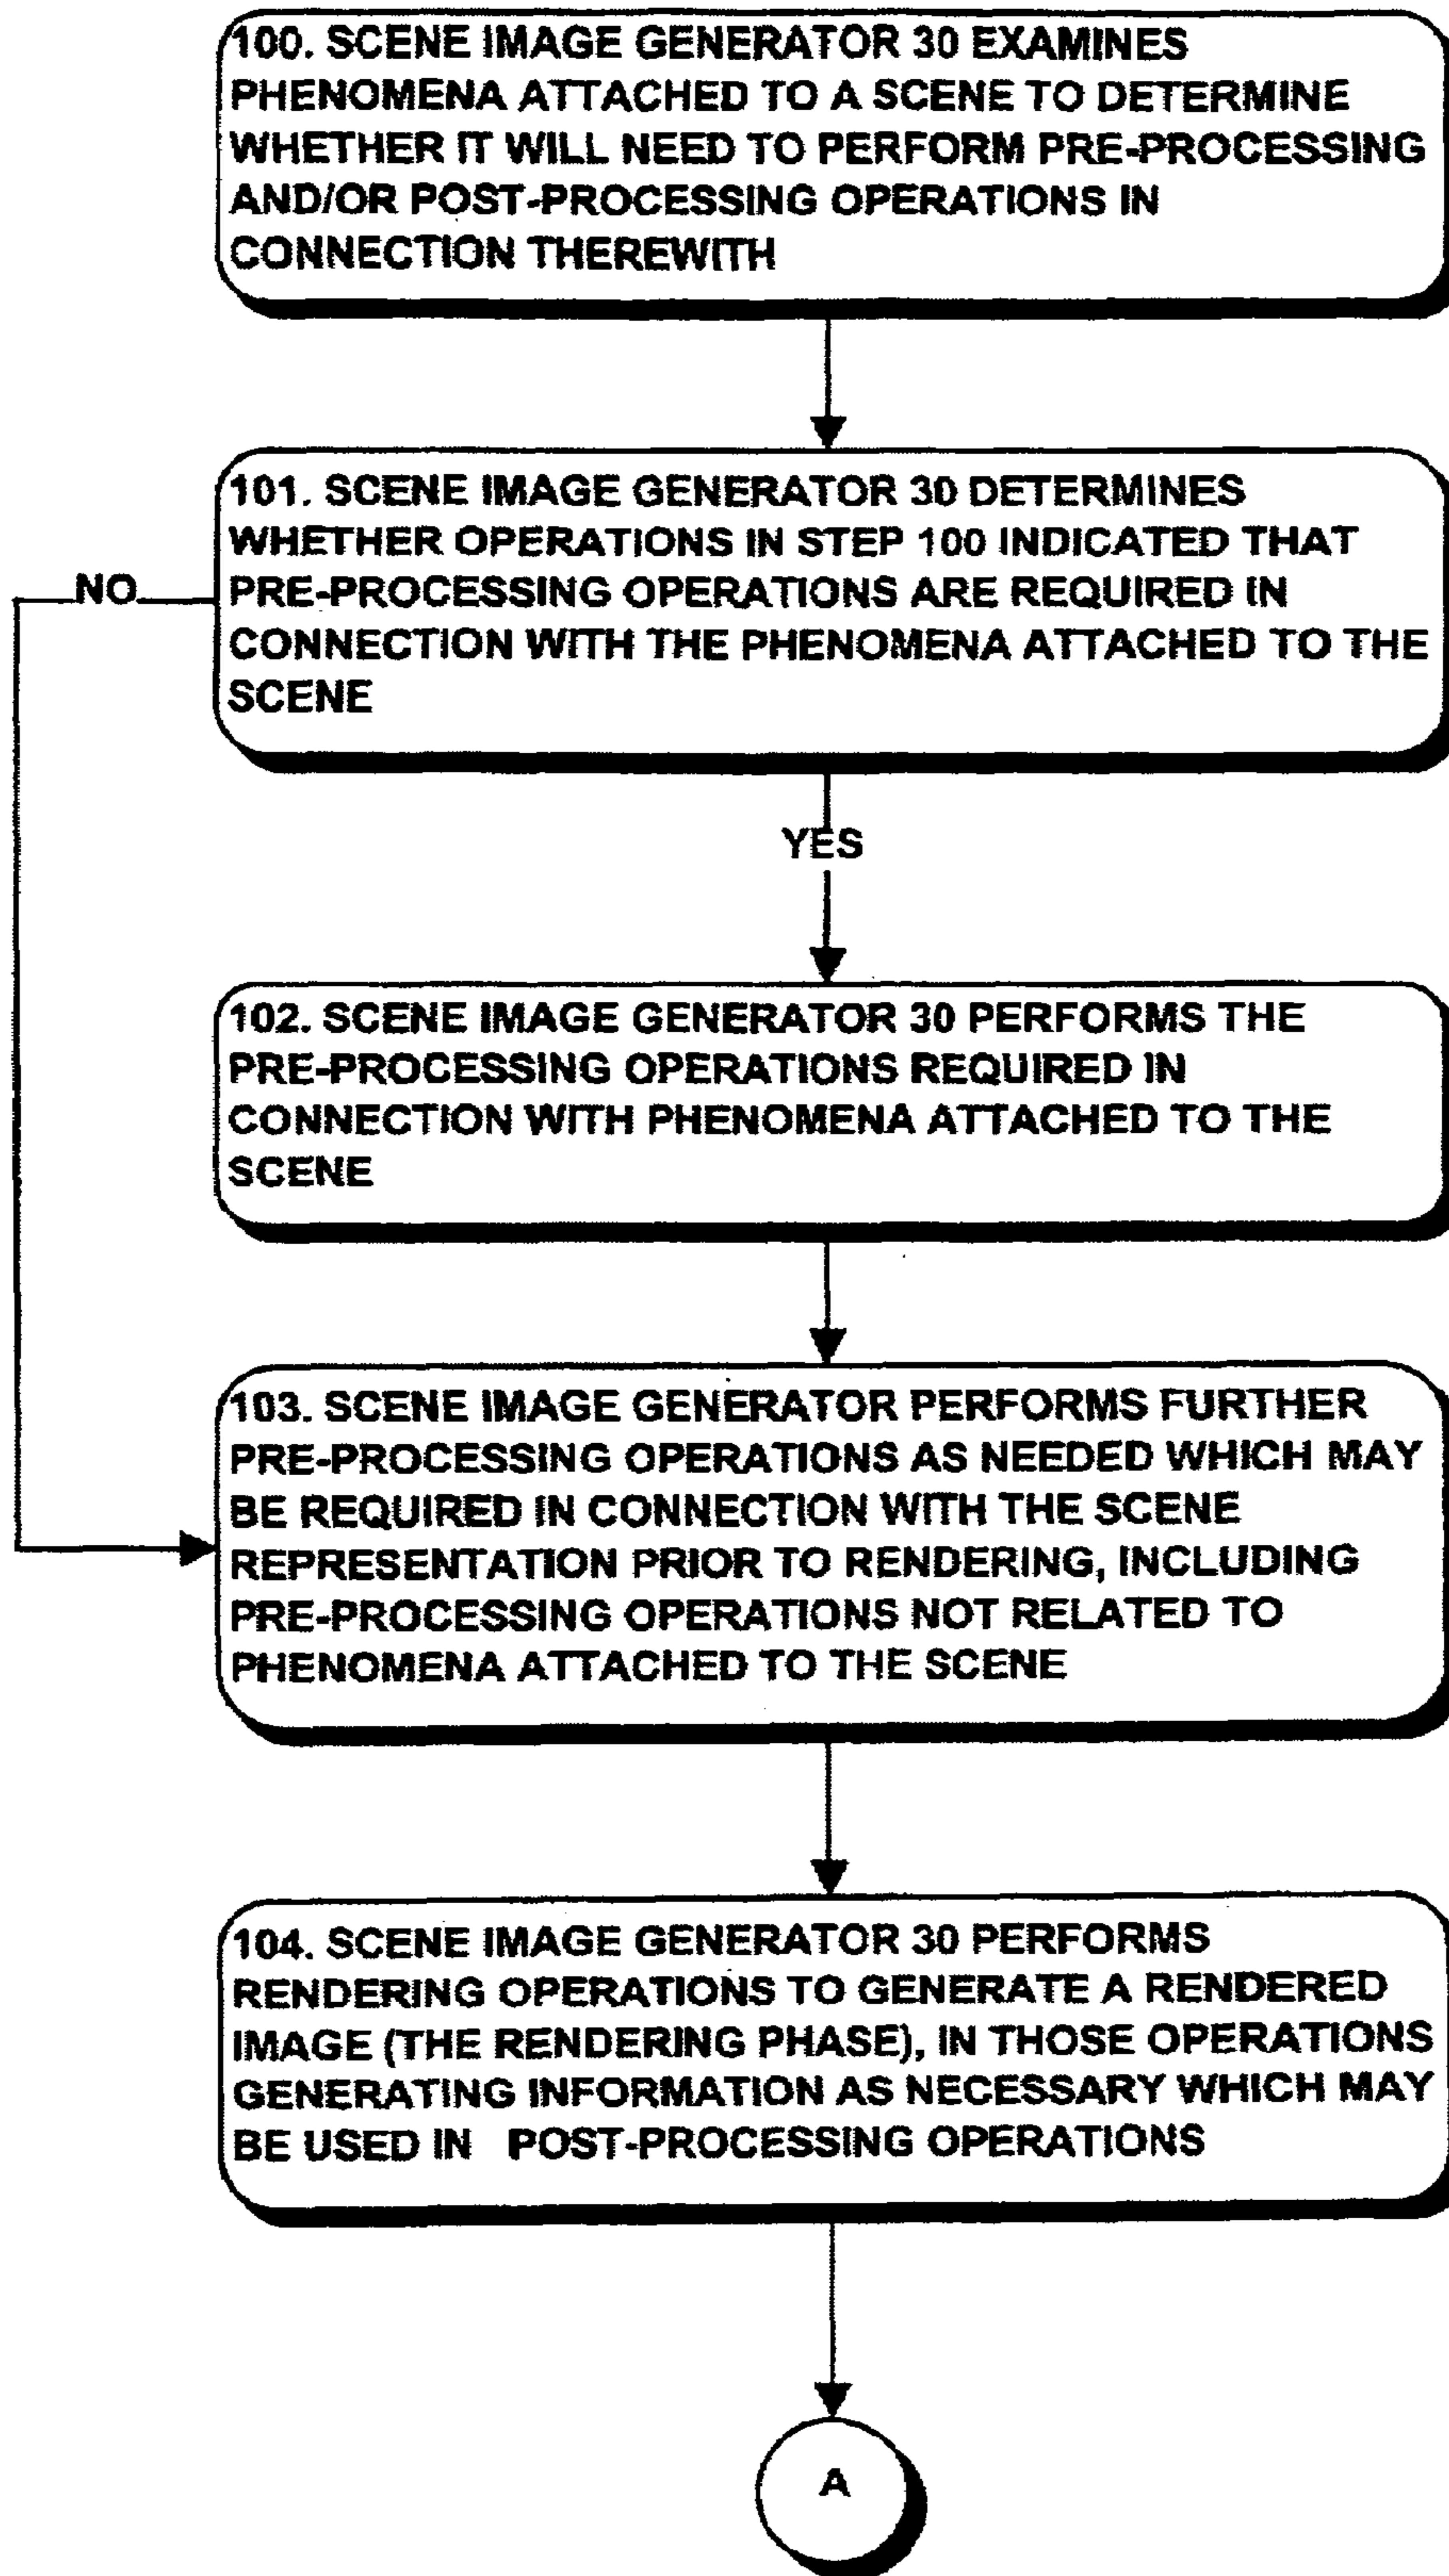 100. SCENE IMAGE GENERATOR 30 EXAMINES
PHENOMENA ATTACHED TO A SCENE TO DETERMINE
WHETHER IT WILL NEED TO PERFORM PRE-PROCESSING
AND/OR POST-PROCESSING OPERATIONS IN
CONNECTION THEREWITH
101. SCENE IMAGE GENERATOR 30 DETERMINES
WHETHER OPERATIONS IN STEP 100 INDICATED THAT
PRE-PROCESSING OPERATIONS ARE REQUIRED IN
CONNECTION WITH THE PHENOMENA ATTACHED TO THE
SCENE
NO
YES
102. SCENE IMAGE GENERATOR 30 PERFORMS THE
PRE-PROCESSING OPERATIONS REQUIRED IN
CONNECTION WITH PHENOMENA ATTACHED TO THE
SCENE
103. SCENE IMAGE GENERATOR PERFORMS FURTHER
PRE-PROCESSING OPERATIONS AS NEEDED WHICH MAY
BE REQUIRED IN CONNECTION WITH THE SCENE
REPRESENTATION PRIOR TO RENDERING, INCLUDING
PRE-PROCESSING OPERATIONS NOT RELATED TO
PHENOMENA ATTACHED TO THE SCENE
104. SCENE IMAGE GENERATOR 30 PERFORMS
RENDERING OPERATIONS TO GENERATE A RENDERED
IMAGE (THE RENDERING PHASE), IN THOSE OPERATIONS
GENERATING INFORMATION AS NECESSARY WHICH MAY
BE USED IN POST-PROCESSING OPERATIONS
A